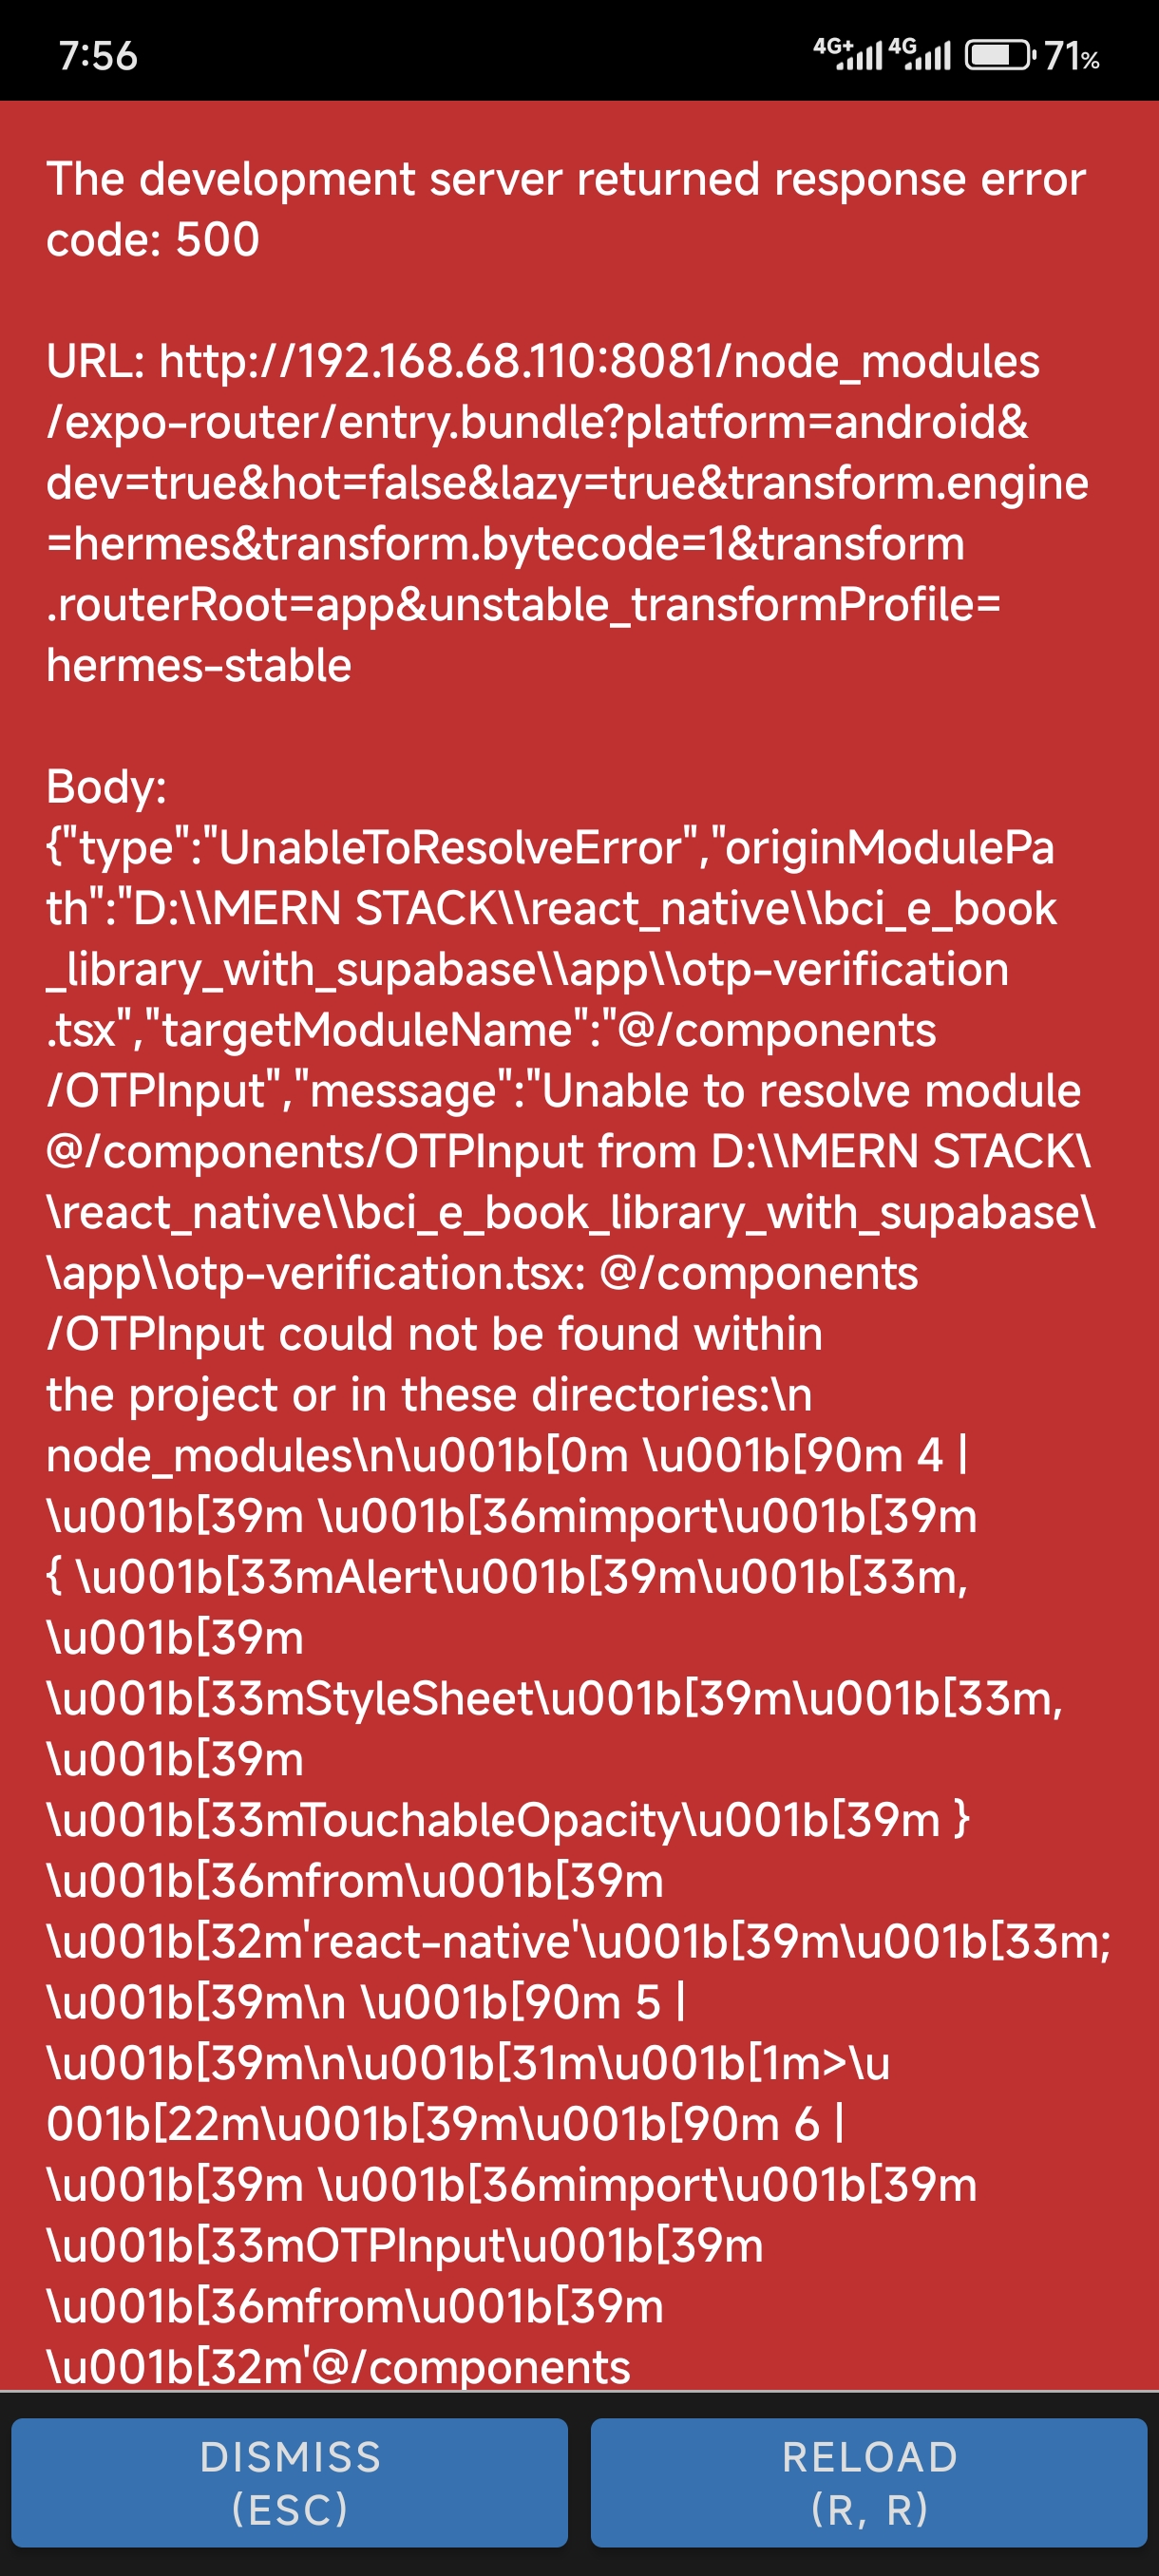 7:56
4G+ 4G 71%
The development server returned response error
code: 500
URL: http://192.168.68.110:8081/node_modules
/expo-router/entry.bundle?platform=android&
dev=true&hot=false&lazy=true&transform.engine
=hermes&transform.bytecode=1&transform
.routerRoot=app&unstable_transformProfile=
hermes-stable
Body:
{"type":"UnableToResolveError","originModulePa
th":"D:\\MERN STACK\\react_native\\bci_e_book
_library_with_supabase\\app\\otp-verification
.tsx","targetModuleName":"@/components
/OTPInput","message":"Unable to resolve module
@/components/OTPInput from D:\\MERN STACK\
\react_native\\bci_e_book_library_with_supabase\
\app\\otp-verification.tsx: @/components
/OTPInput could not be found within
the project or in these directories:\n
node_modules\n\u001b[0m \u001b[90m 4 |
\u001b[39m \u001b[36mimport\u001b[39m
{ \u001b[33mAlert\u001b[39m\u001b[33m,
\u001b[39m
\u001b[33mStyleSheet\u001b[39m\u001b[33m,
\u001b[39m
\u001b[33mTouchableOpacity\u001b[39m }
\u001b[36mfrom\u001b[39m
\u001b[32m'react-native'\u001b[39m\u001b[33m;
\u001b[39m\n \u001b[90m 5 |
\u001b[39m\n\u001b[31m\u001b[1m>\u
001b[22m\u001b[39m\u001b[90m 6 |
\u001b[39m \u001b[36mimport\u001b[39m
\u001b[33mOTPInput\u001b[39m
\u001b[36mfrom\u001b[39m
\u001b[32m'@/components
DISMISS
(ESC)
RELOAD
(R, R)